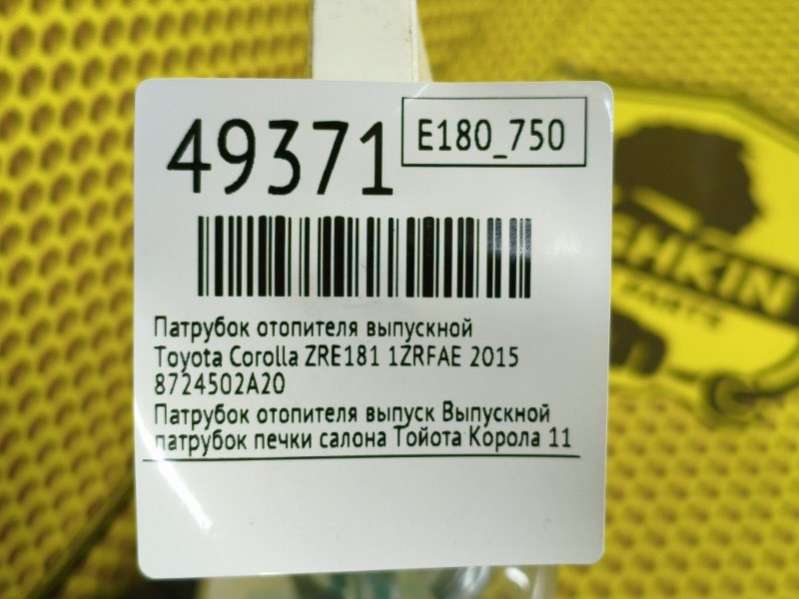 49371
E180_750
Патрубок отопителя выпускной
Toyota Corolla ZRE181 1ZRFAE 2015
8724502A20
Патрубок отопителя выпуск Выпускной
патрубок печки салона Тойота Корола 11